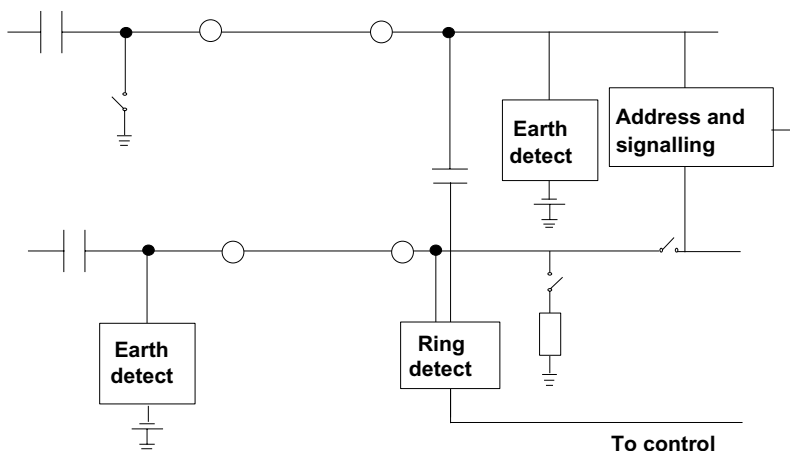 Earth
detect
Address and
signalling
Earth
detect
Ring
detect
To control